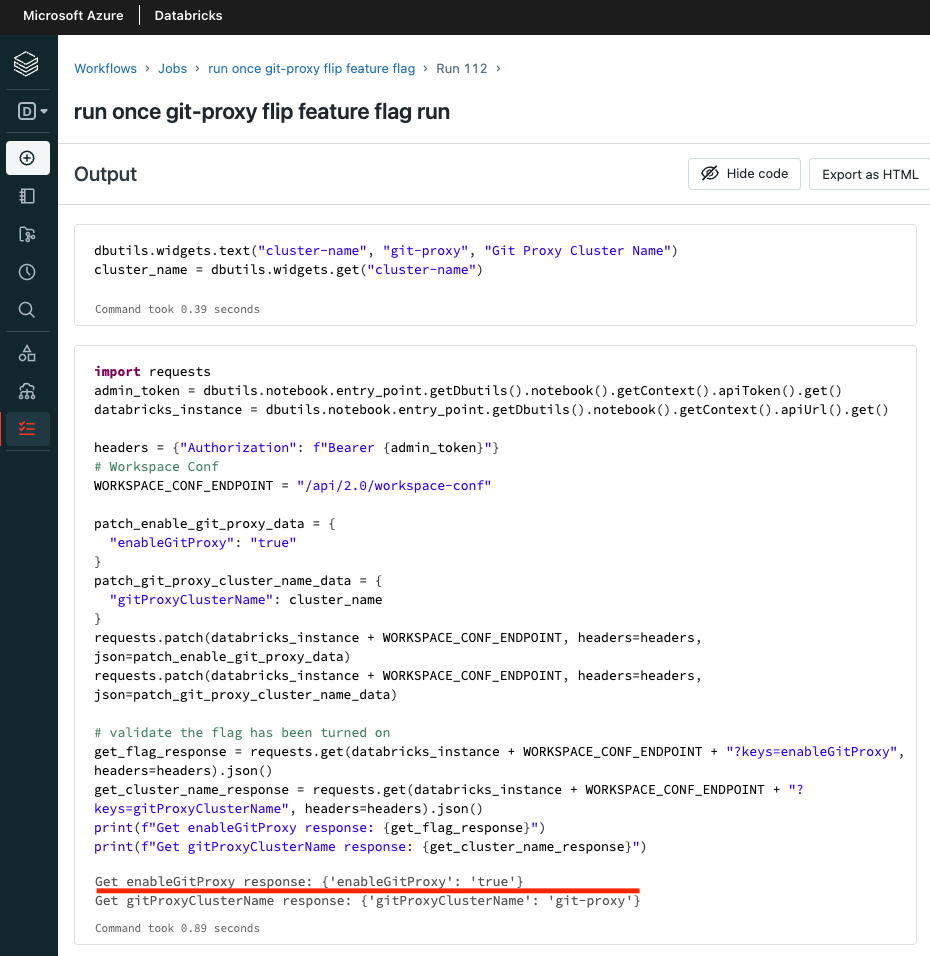 Microsoft Azure Databricks
Workflows › Jobs › run once git-proxy flip feature flag › Run 112 ›
D
run once git-proxy flip feature flag run
Output
Hide code
Export as HTML
dbutils.widgets.text("cluster-name", "git-proxy", "Git Proxy Cluster Name")
cluster_name = dbutils.widgets.get("cluster-name")
Command took 0.39 seconds
import requests
admin_token = dbutils.notebook.entry_point.getDbutils().notebook().getContext().apiToken().get()
databricks_instance = dbutils.notebook.entry_point.getDbutils().notebook().getContext().apiUrl().get()
headers = {"Authorization": f"Bearer {admin_token}"}
# Workspace Conf
WORKSPACE_CONF_ENDPOINT = "/api/2.0/workspace-conf"
patch_enable_git_proxy_data = {
  "enableGitProxy": "true"
}
patch_git_proxy_cluster_name_data = {
  "gitProxyClusterName": cluster_name
}
requests.patch(databricks_instance + WORKSPACE_CONF_ENDPOINT, headers=headers,
json=patch_enable_git_proxy_data)
requests.patch(databricks_instance + WORKSPACE_CONF_ENDPOINT, headers=headers,
json=patch_git_proxy_cluster_name_data)
# validate the flag has been turned on
get_flag_response = requests.get(databricks_instance + WORKSPACE_CONF_ENDPOINT + "?keys=enableGitProxy",
headers=headers).json()
get_cluster_name_response = requests.get(databricks_instance + WORKSPACE_CONF_ENDPOINT + "?
keys=gitProxyClusterName", headers=headers).json()
print(f"Get enableGitProxy response: {get_flag_response}")
print(f"Get gitProxyClusterName response: {get_cluster_name_response}")
Get enableGitProxy response: {'enableGitProxy': 'true'}
Get gitProxyClusterName response: {'gitProxyClusterName': 'git-proxy'}
Command took 0.89 seconds